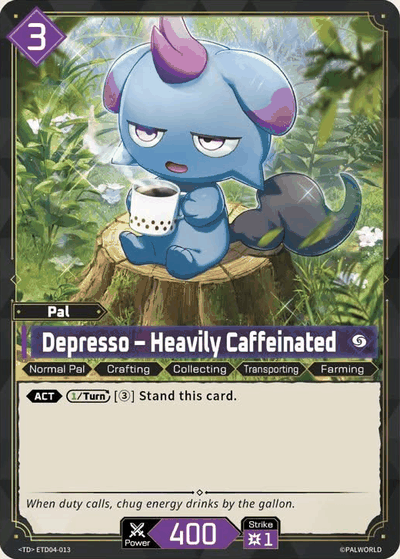 3
Pal
Depresso – Heavily Caffeinated
Normal Pal Crafting Collecting Transporting Farming
ACT 1/Turn [③] Stand this card.
When duty calls, chug energy drinks by the gallon.
Power 400 Strike 1
<TD> ETD04-013 ©PALWORLD